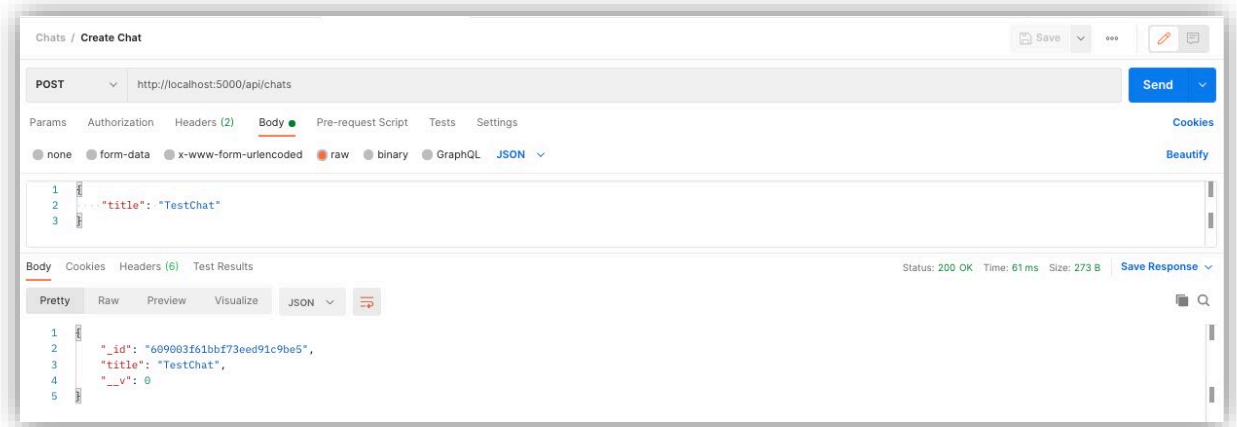 Chats / Create Chat
Save
POST http://localhost:5000/api/chats Send
Params Authorization Headers (2) Body Pre-request Script Tests Settings Cookies
none form-data x-www-form-urlencoded raw binary GraphQL JSON Beautify
1 {
2 "title": "TestChat"
3 }
Body Cookies Headers (6) Test Results Status: 200 OK Time: 61 ms Size: 273 B Save Response
Pretty Raw Preview Visualize JSON
1 {
2 "_id": "609003f61bbf73eed91c9be5",
3 "title": "TestChat",
4 "__v": 0
5 }